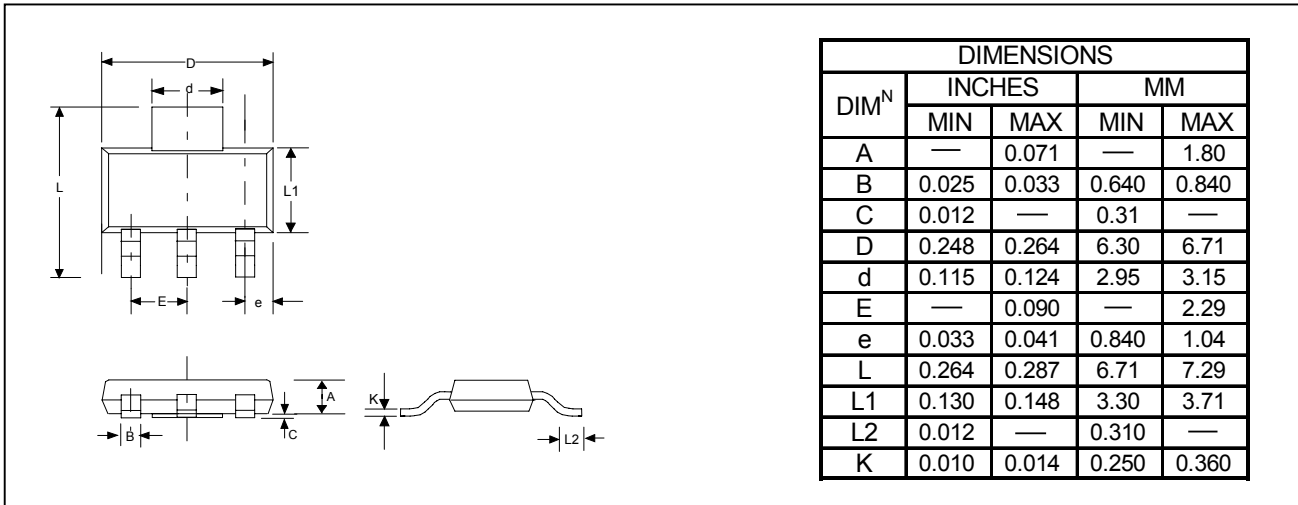 D
d
L
L1
E
e
A
K
B
C
L2
DIMENSIONS
DIMN INCHES MM
MIN MAX MIN MAX
A — 0.071 — 1.80
B 0.025 0.033 0.640 0.840
C 0.012 — 0.31 —
D 0.248 0.264 6.30 6.71
d 0.115 0.124 2.95 3.15
E — 0.090 — 2.29
e 0.033 0.041 0.840 1.04
L 0.264 0.287 6.71 7.29
L1 0.130 0.148 3.30 3.71
L2 0.012 — 0.310 —
K 0.010 0.014 0.250 0.360